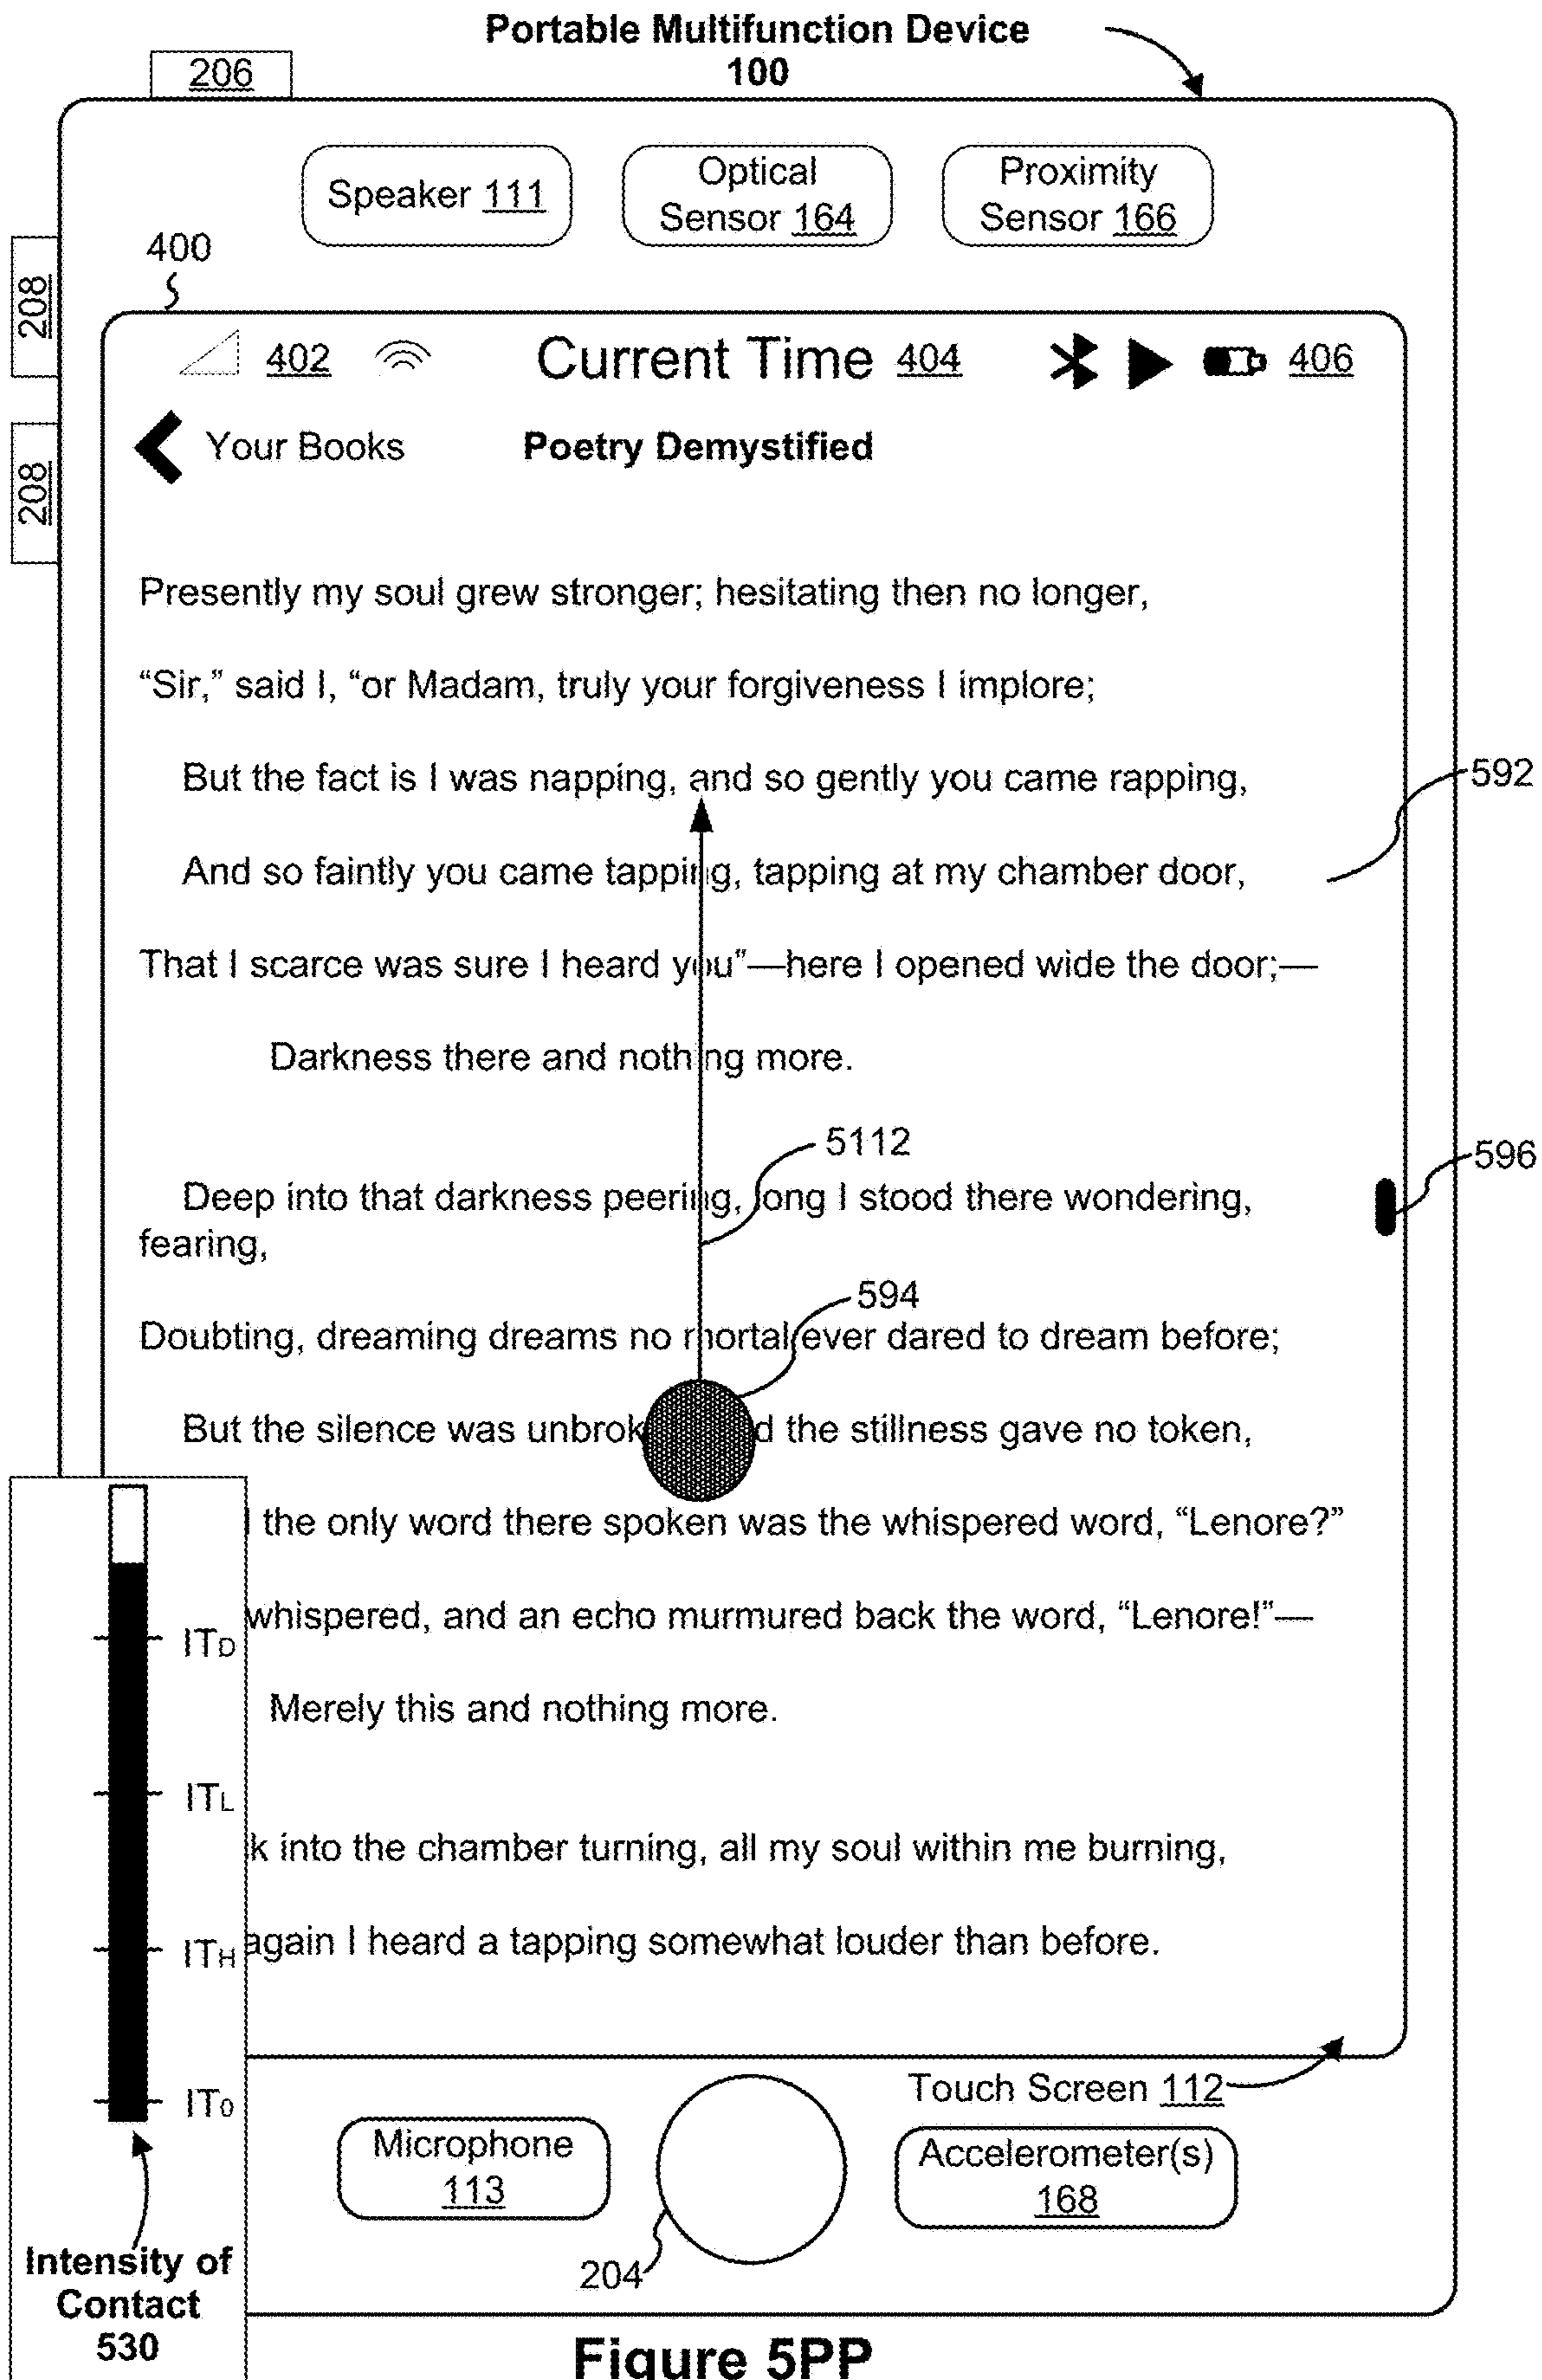 Portable Multifunction Device
100
206
Speaker 111
Optical
Sensor 164
Proximity
Sensor 166
400
208
208
402
Current Time 404
406
Your Books
Poetry Demystified
Presently my soul grew stronger; hesitating then no longer,
“Sir,” said I, “or Madam, truly your forgiveness I implore;
But the fact is I was napping, and so gently you came rapping,
592
And so faintly you came tapping, tapping at my chamber door,
That I scarce was sure I heard you”—here I opened wide the door;—
Darkness there and nothing more.
5112
596
Deep into that darkness peering, long I stood there wondering,
fearing,
594
Doubting, dreaming dreams no mortal ever dared to dream before;
But the silence was unbrok d the stillness gave no token,
the only word there spoken was the whispered word, “Lenore?”
whispered, and an echo murmured back the word, “Lenore!”—
ITD
Merely this and nothing more.
ITL
k into the chamber turning, all my soul within me burning,
again I heard a tapping somewhat louder than before.
ITH
IT0
Touch Screen 112
Microphone
113
Accelerometer(s)
168
204
Intensity of
Contact
530
Figure 5PP